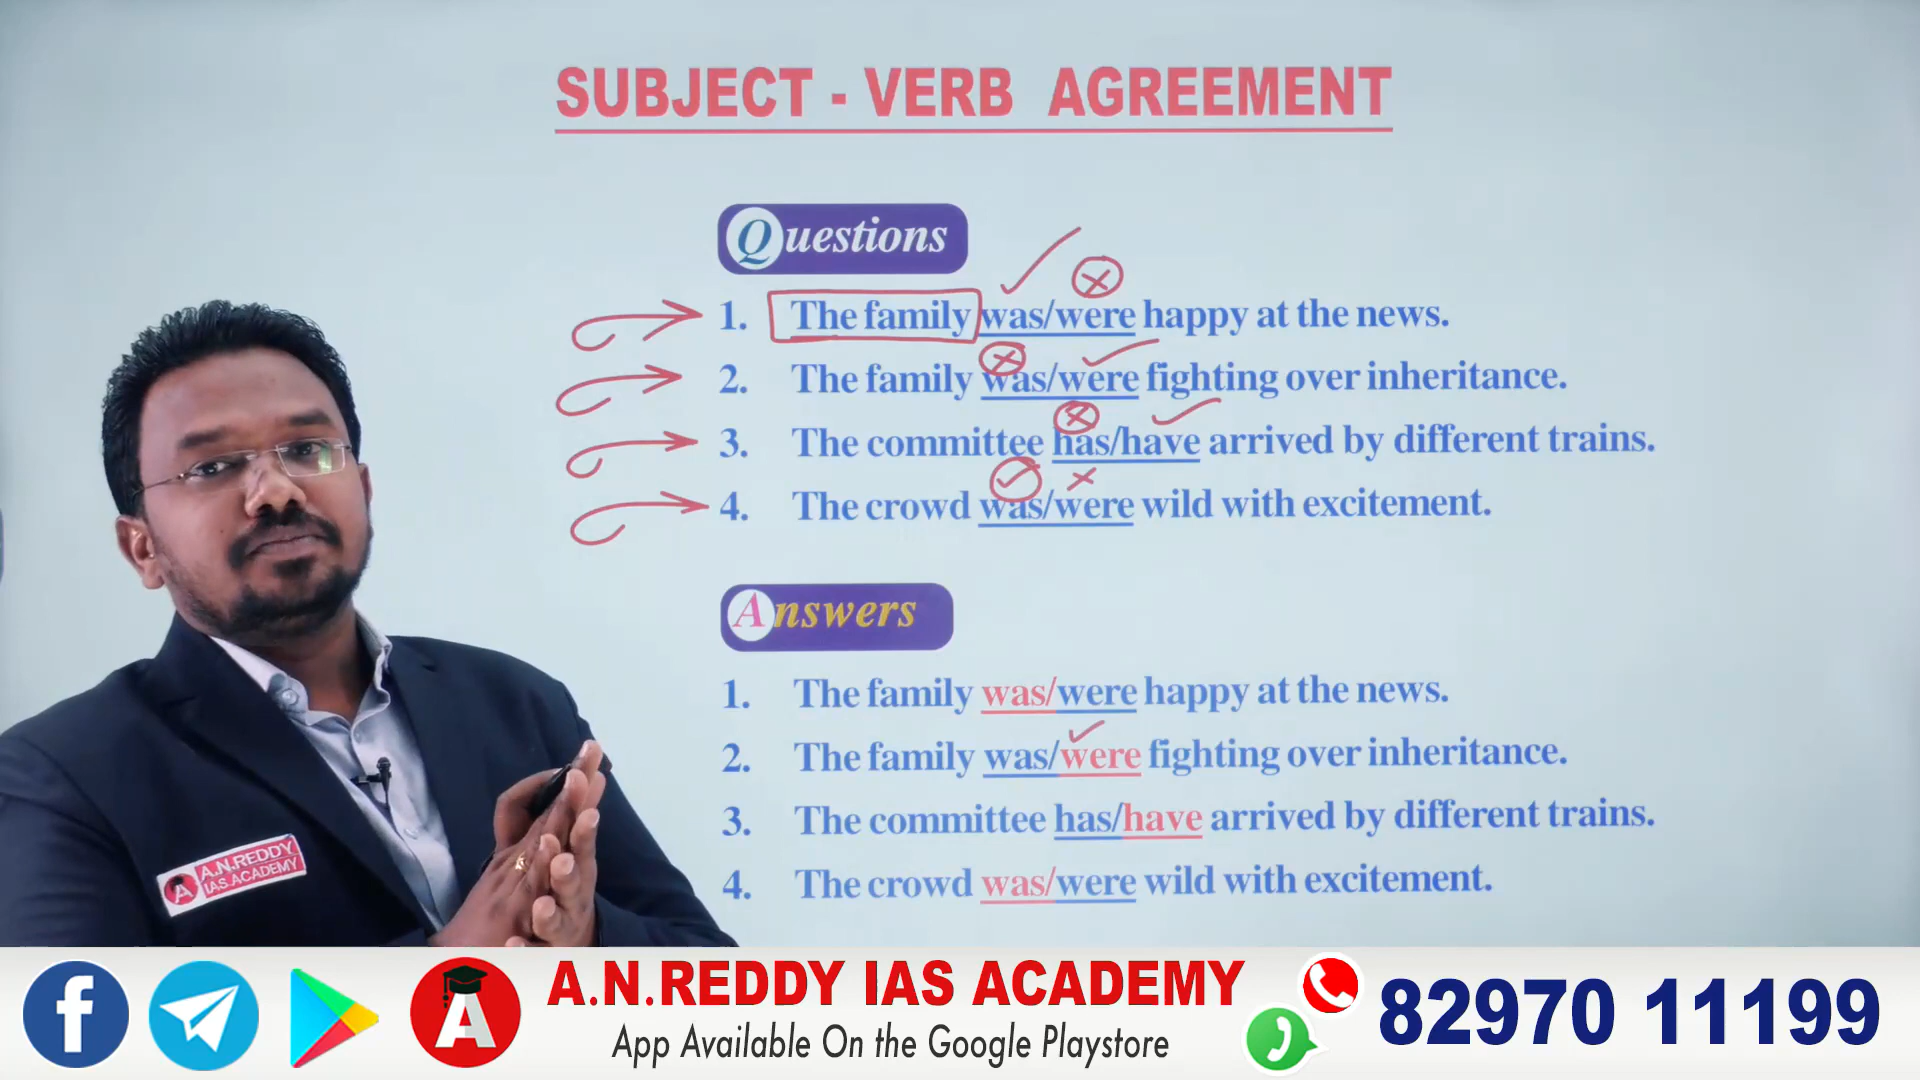 SUBJECT - VERB AGREEMENT
Questions
1. The family was/were happy at the news.
2. The family was/were fighting over inheritance.
3. The committee has/have arrived by different trains.
4. The crowd was/were wild with excitement.
Answers
1. The family was/were happy at the news.
2. The family was/were fighting over inheritance.
3. The committee has/have arrived by different trains.
4. The crowd was/were wild with excitement.
A A.N.REDDY
IAS ACADEMY
f
A
A.N.REDDY IAS ACADEMY
App Available On the Google Playstore
82970 11199